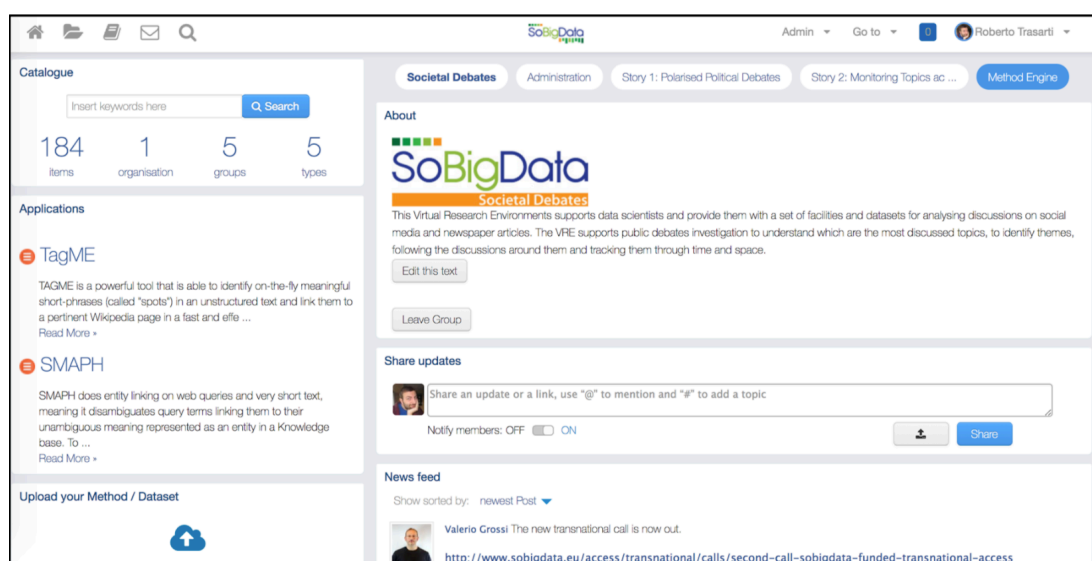 SoBigData
Admin
Go to
0
Roberto Trasarti
Catalogue
Insert keywords here
Search
184
1
5
5
items
organisation
groups
types
Applications
TagME
TAGME is a powerful tool that is able to identify on-the-fly meaningful
short-phrases (called "spots") in an unstructured text and link them to
a pertinent Wikipedia page in a fast and effe ...
Read More »
SMAPH
SMAPH does entity linking on web queries and very short text,
meaning it disambiguates query terms linking them to their
unambiguous meaning represented as an entity in a Knowledge
base. To ...
Read More »
Upload your Method / Dataset
Societal Debates
Administration
Story 1: Polarised Political Debates
Story 2: Monitoring Topics ac ...
Method Engine
About
SoBigData
Societal Debates
This Virtual Research Environments supports data scientists and provide them with a set of facilities and datasets for analysing discussions on social
media and newspaper articles. The VRE supports public debates investigation to understand which are the most discussed topics, to identify themes,
following the discussions around them and tracking them through time and space.
Edit this text
Leave Group
Share updates
Share an update or a link, use "@" to mention and "#" to add a topic
Notify members: OFF ON
Share
News feed
Show sorted by: newest Post
Valerio Grossi The new transnational call is now out.
http://www.sobigdata.eu/access/transnational/calls/second-call-sobigdata-funded-transnational-access